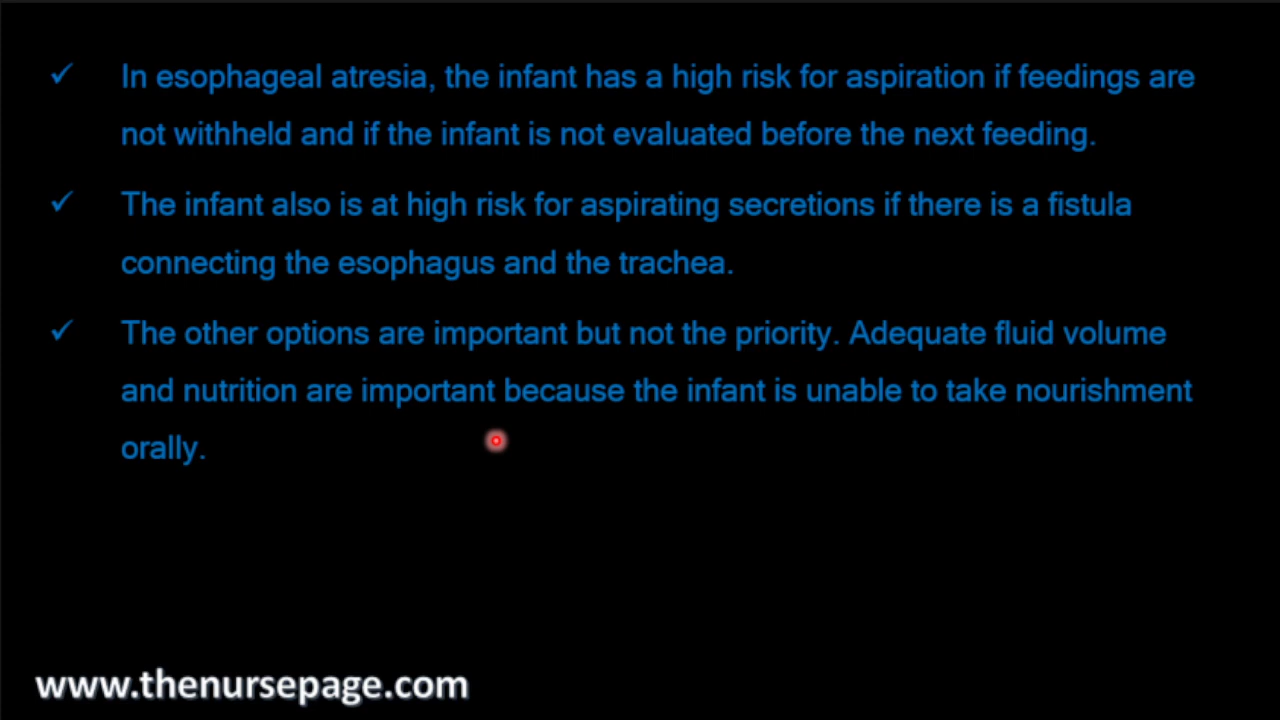 ✓ In esophageal atresia, the infant has a high risk for aspiration if feedings are
not withheld and if the infant is not evaluated before the next feeding.
✓ The infant also is at high risk for aspirating secretions if there is a fistula
connecting the esophagus and the trachea.
✓ The other options are important but not the priority. Adequate fluid volume
and nutrition are important because the infant is unable to take nourishment
orally.
www.thenursepage.com